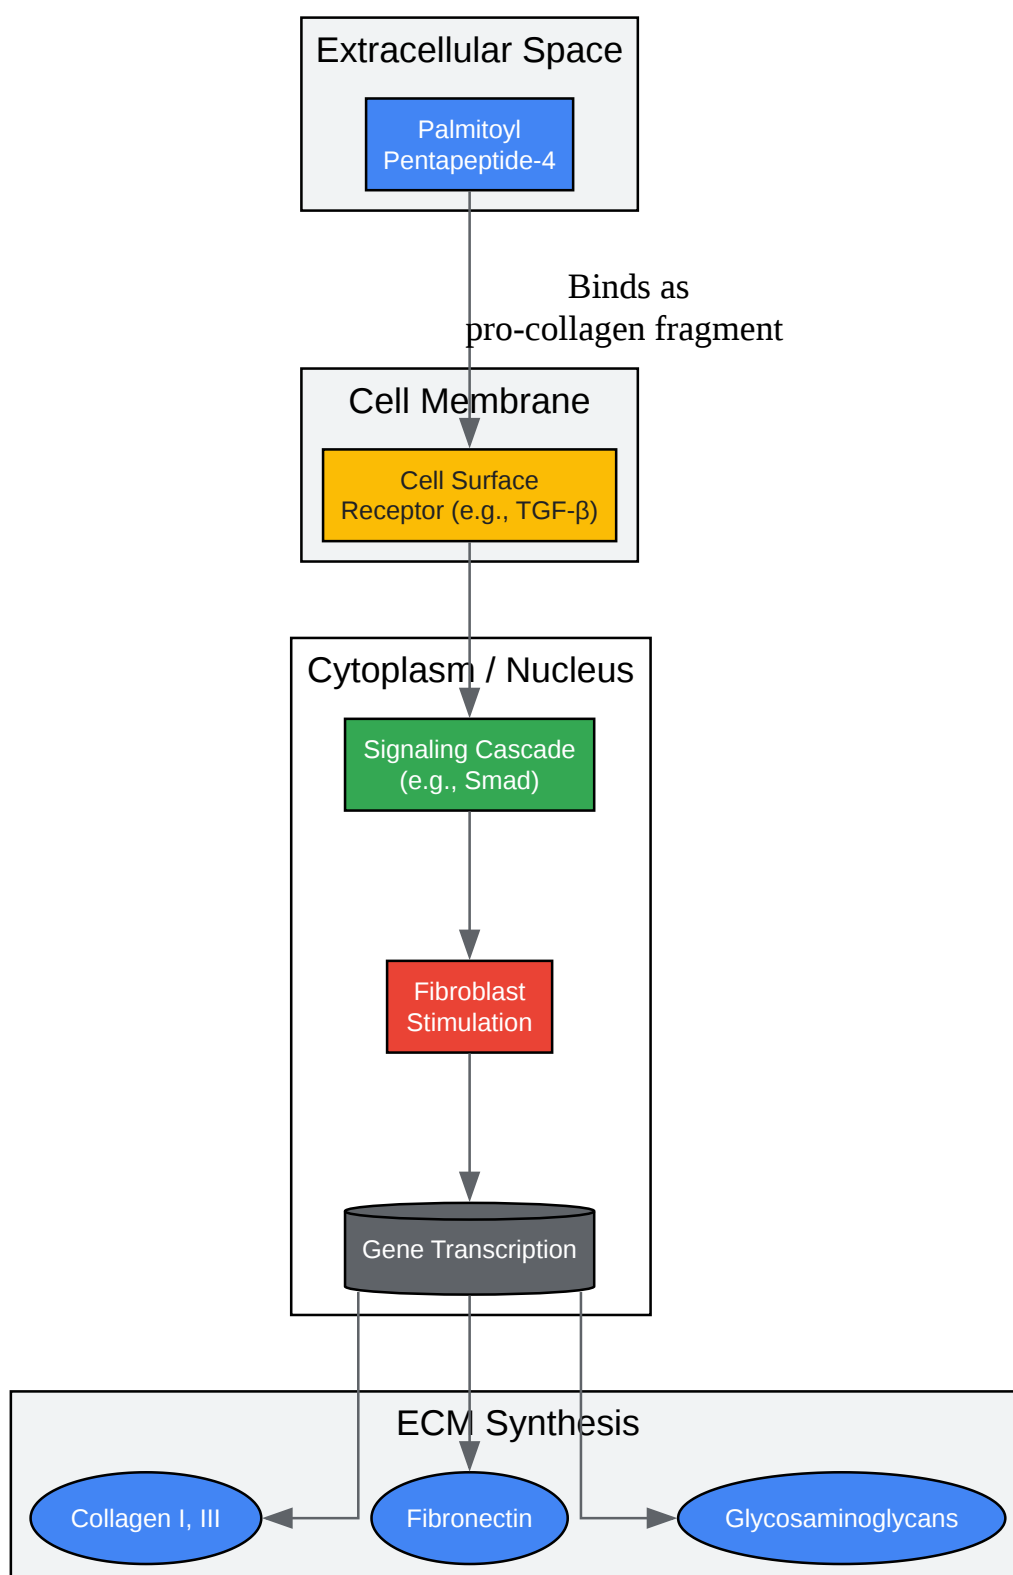 Extracellular Space
Palmitoyl
Pentapeptide-4
Binds as
pro-collagen fragment
Cell Membrane
Cell Surface
Receptor (e.g., TGF-β)
Cytoplasm / Nucleus
Signaling Cascade
(e.g., Smad)
Fibroblast
Stimulation
Gene Transcription
ECM Synthesis
Collagen I, III
Fibronectin
Glycosaminoglycans